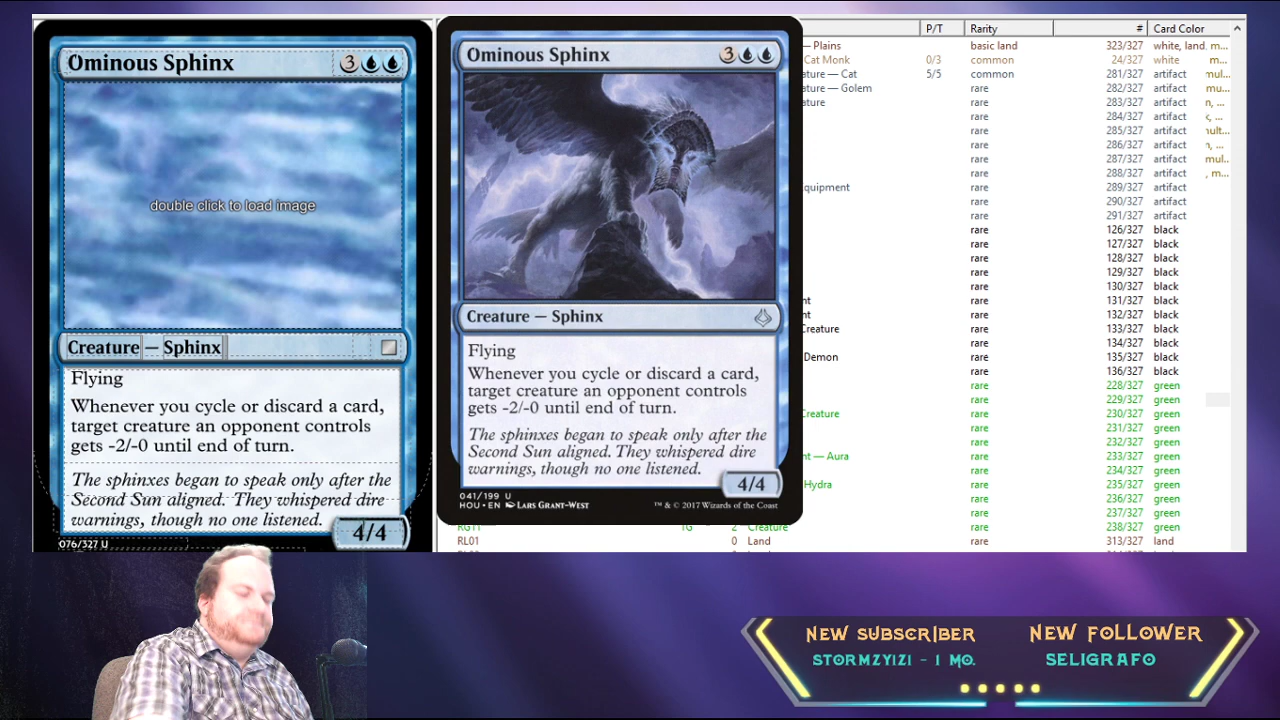 Ominous Sphinx 3
double click to load image
Creature — Sphinx
Flying
Whenever you cycle or discard a card,
target creature an opponent controls
gets -2/-0 until end of turn.
The sphinxes began to speak only after the
Second Sun aligned. They whispered dire
warnings, though no one listened.
4/4
076/327 U
Ominous Sphinx 3
Creature — Sphinx
Flying
Whenever you cycle or discard a card,
target creature an opponent controls
gets -2/-0 until end of turn.
The sphinxes began to speak only after the
Second Sun aligned. They whispered dire
warnings, though no one listened.
4/4
041/199 U
HOU • EN Lars Grant-West ™ & © 2017 Wizards of the Coast
P/T Rarity # Card Color
— Plains basic land 323/327 white, land, m...
Cat Monk 0/3 common 24/327 white m...
ature — Cat 5/5 common 281/327 artifact mul...
ature — Golem rare 282/327 artifact mu...
ature rare 283/327 artifact n, ...
rare 284/327 artifact
rare 285/327 artifact ult...
rare 286/327 artifact
rare 287/327 artifact mul...
rare 288/327 artifact , m...
quipment rare 289/327 artifact
rare 290/327 artifact
rare 291/327 artifact
rare 126/327 black
rare 127/327 black
rare 128/327 black
rare 129/327 black
rare 130/327 black
nt rare 131/327 black
nt rare 132/327 black
Creature rare 133/327 black
rare 134/327 black
Demon rare 135/327 black
rare 136/327 black
rare 228/327 green
rare 229/327 green
Creature rare 230/327 green
rare 231/327 green
rare 232/327 green
nt — Aura rare 233/327 green
rare 234/327 green
Hydra rare 235/327 green
rare 236/327 green
rare 237/327 green
RG11 1G 2 Creature rare 238/327 green
RL01 0 Land rare 313/327 land
NEW SUBSCRIBER
STORMZYIZI - 1 MO.
NEW FOLLOWER
SELIGRAFO